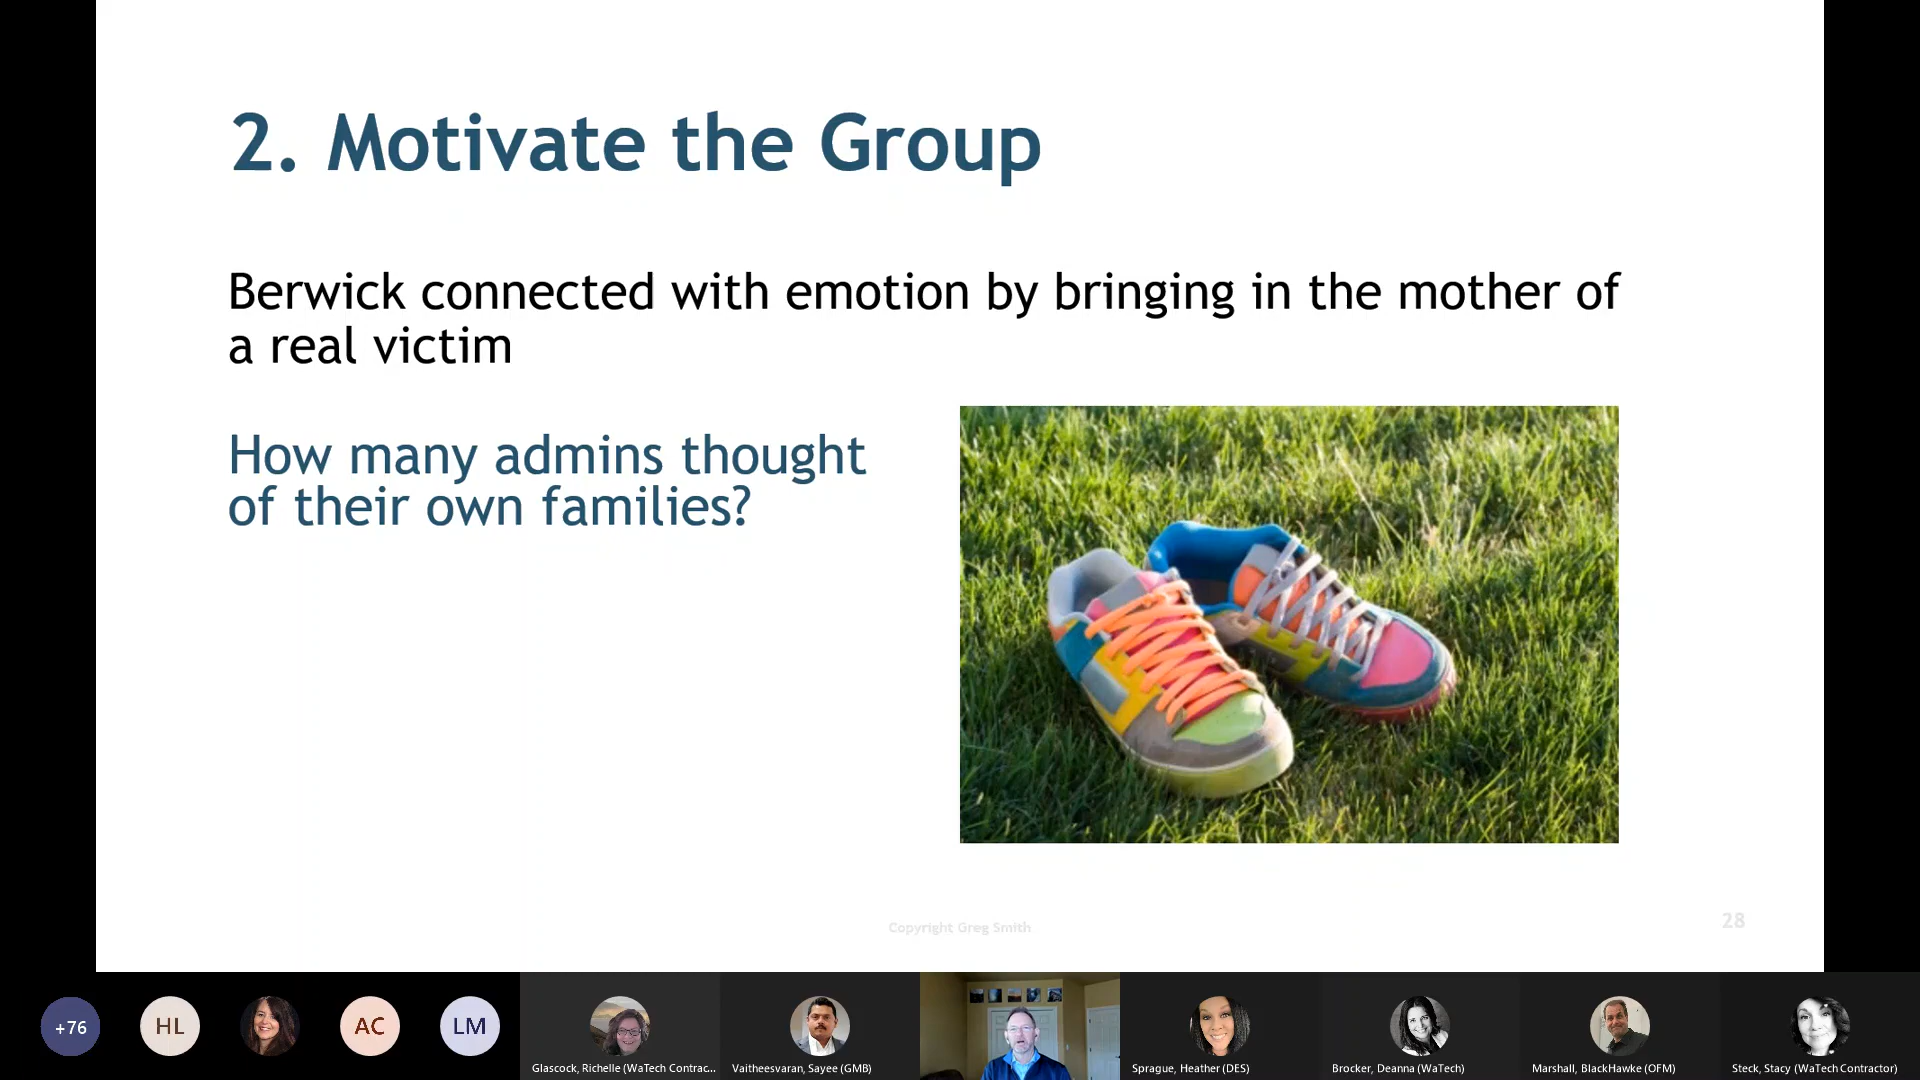 2. Motivate the Group
Berwick connected with emotion by bringing in the mother of
a real victim
How many admins thought
of their own families?
Copyright Greg Smith
28
+76
HL
AC
LM
Glascock, Richelle (WaTech Contrac...
Vaitheesvaran, Sayee (GMB)
Sprague, Heather (DES)
Brocker, Deanna (WaTech)
Marshall, BlackHawke (OFM)
Steck, Stacy (WaTech Contractor)